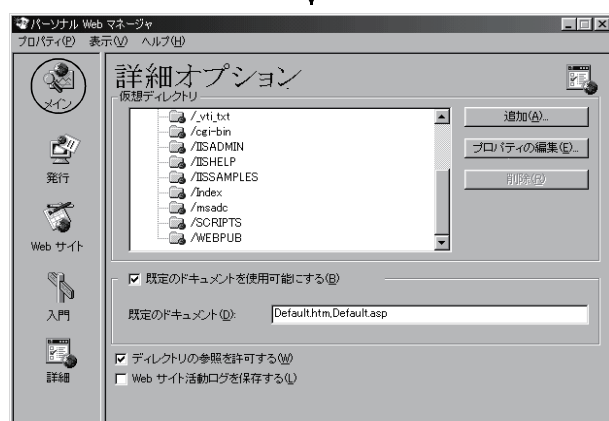 パーソナル Web マネージャ
プロパティ(P) 表示(V) ヘルプ(H)
メイン
発行
Web サイト
入門
詳細
詳細オプション
仮想ディレクトリ
/_vti_txt
/cgi-bin
/IISADMIN
/IISHELP
/IISSAMPLES
/Index
/msadc
/SCRIPTS
/WEBPUB
追加(A)...
プロパティの編集(E)...
削除(R)
既定のドキュメントを使用可能にする(B)
既定のドキュメント(D):
Default.htm,Default.asp
ディレクトリの参照を許可する(W)
Web サイト活動ログを保存する(L)